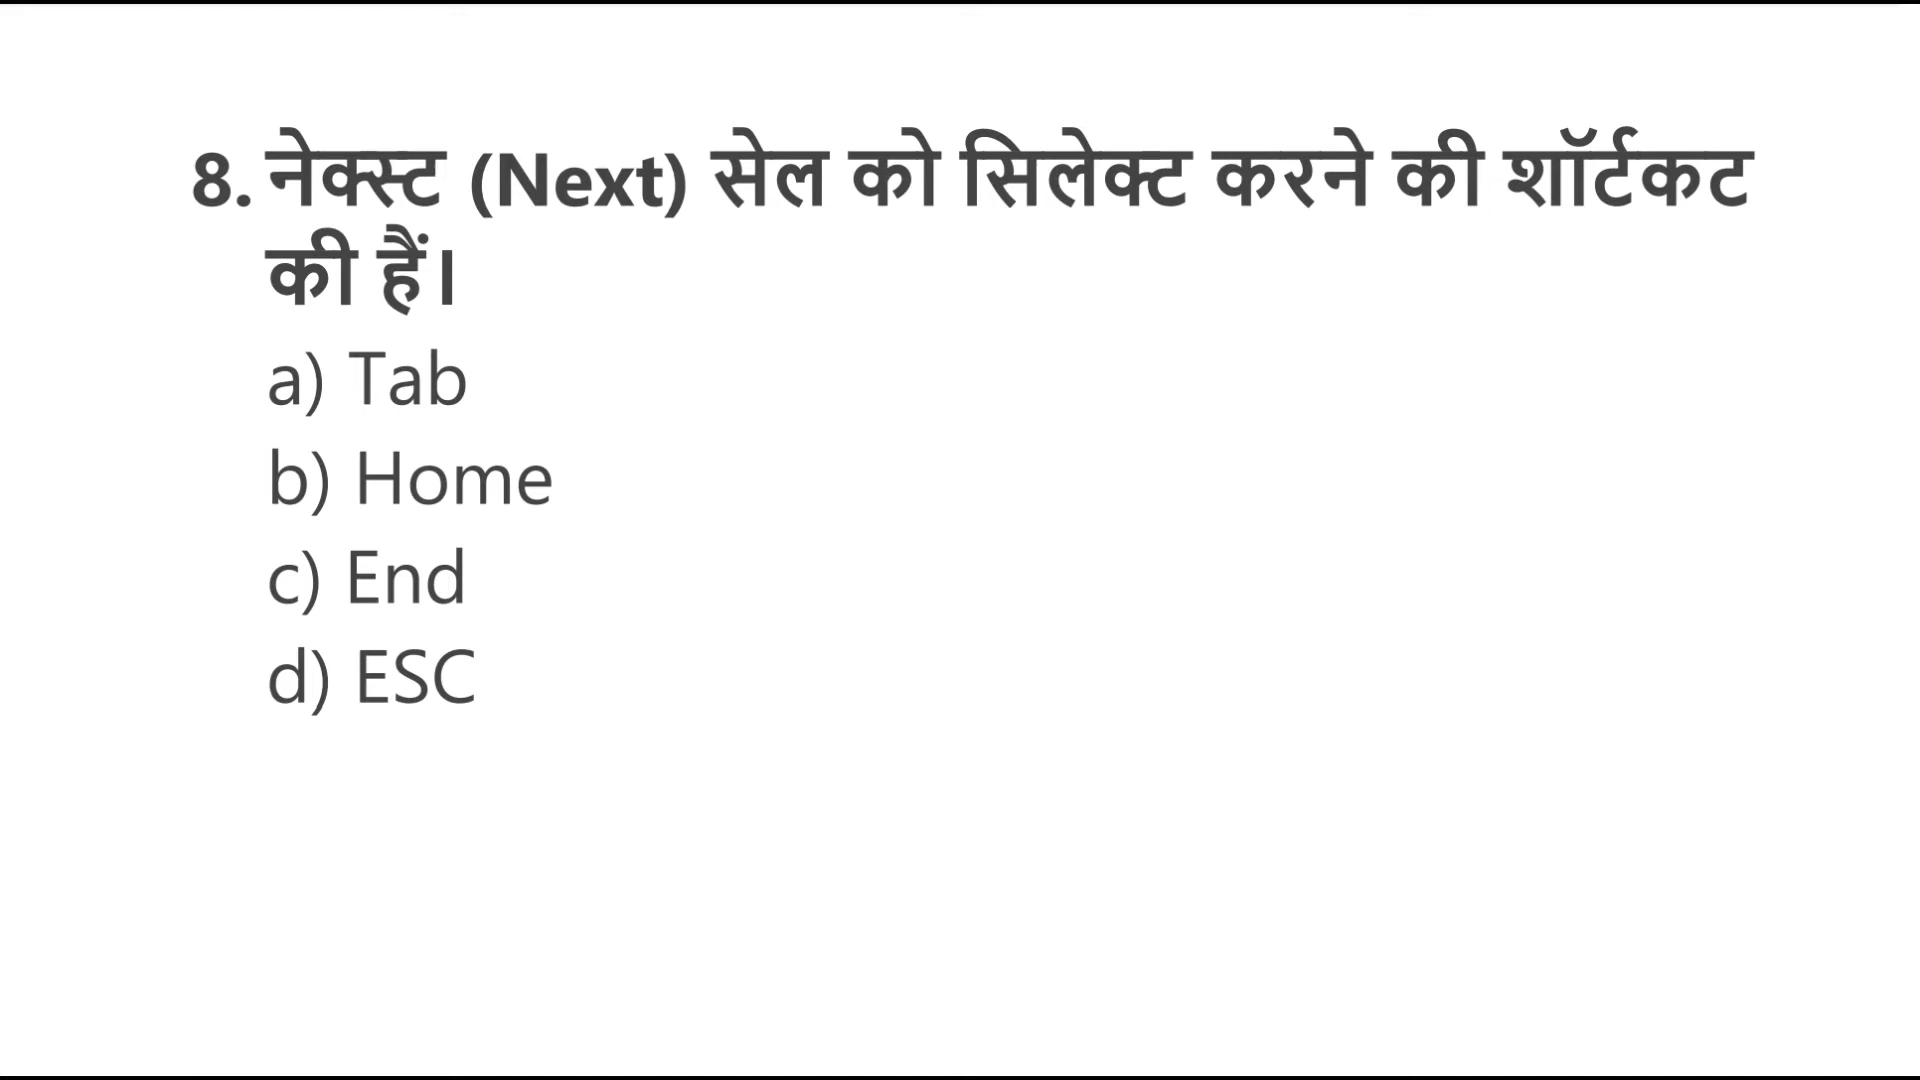 8. नेक्स्ट (Next) सेल को सिलेक्ट करने की शॉर्टकट
की हैं।
a) Tab
b) Home
c) End
d) ESC